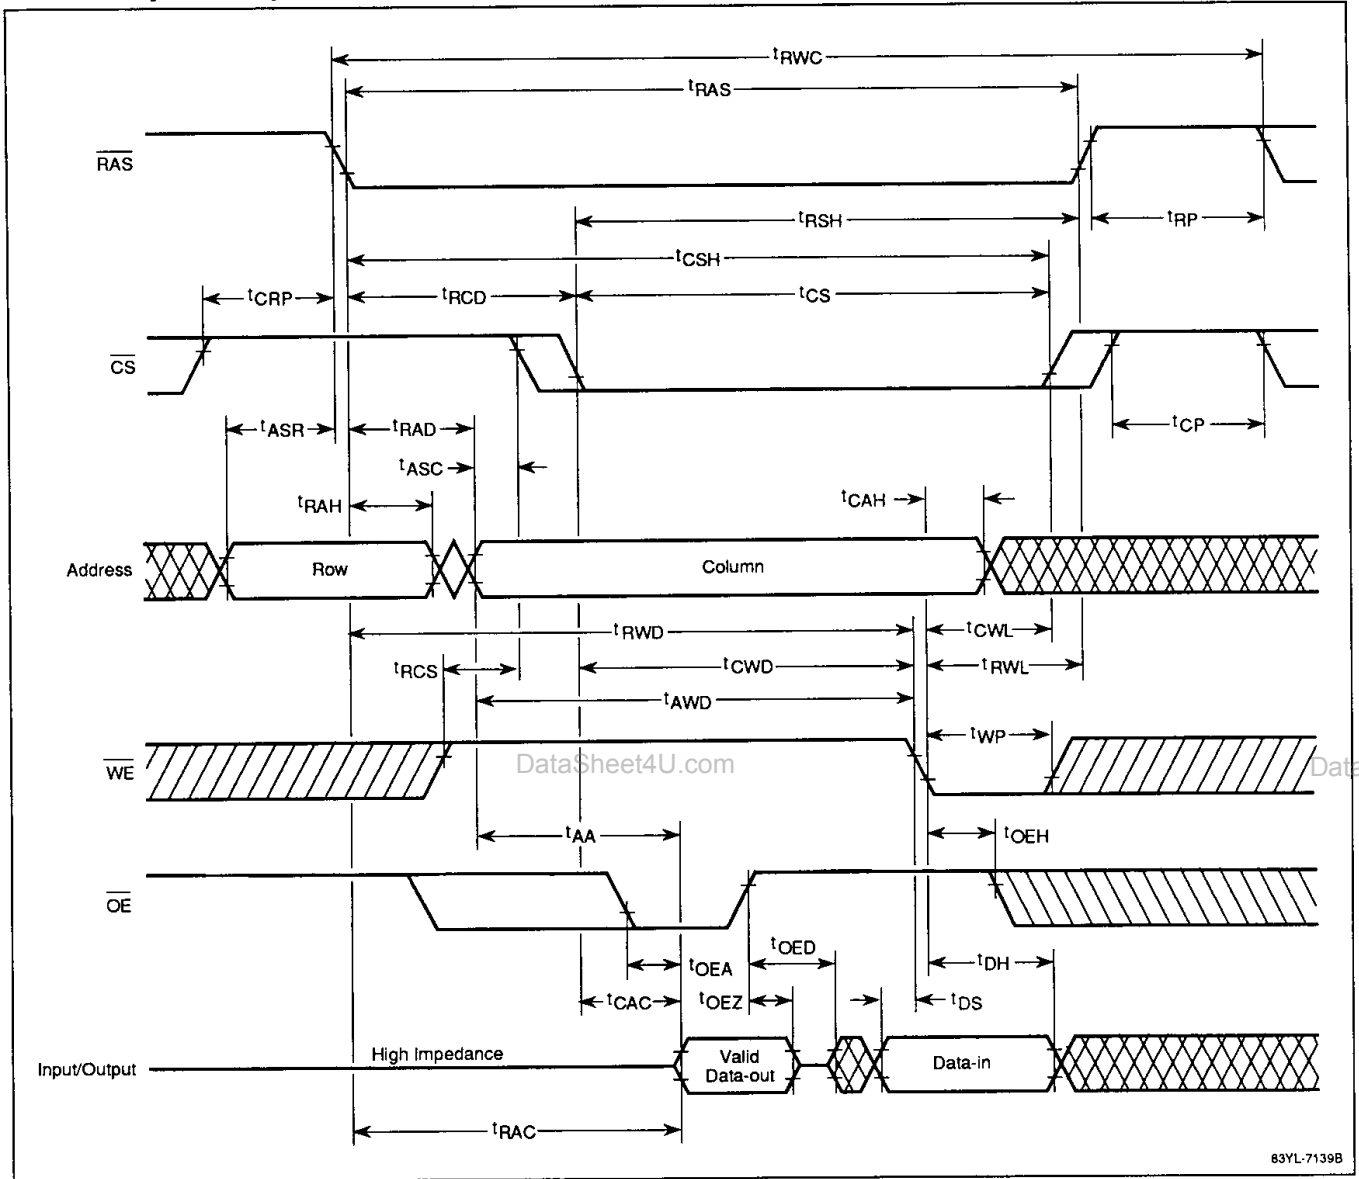 tRWC
tRAS
RAS
tRSH
tRP
tCSH
tCRP
tRCD
tCS
CS
tASR
tRAD
tCP
tASC
tRAH
tCAH
Address
Row
Column
tRWD
tCWL
tRCS
tCWD
tRWL
tAWD
tWP
WE
DataSheet4U.com
Data
tAA
tOEH
OE
tOED
tOEA
tDH
tCAC
tOEZ
tDS
Input/Output
High Impedance
Valid
Data-out
Data-in
tRAC
83YL-7139B